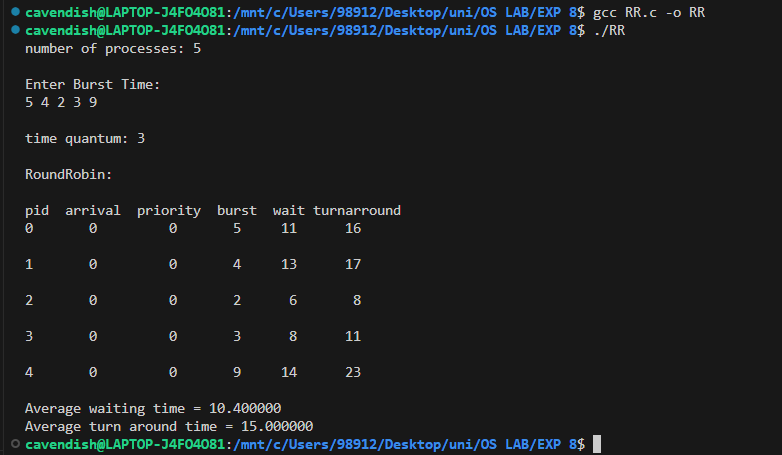 cavendish@LAPTOP-J4FO4O81:/mnt/c/Users/98912/Desktop/uni/OS LAB/EXP 8$ gcc RR.c -o RR
cavendish@LAPTOP-J4FO4O81:/mnt/c/Users/98912/Desktop/uni/OS LAB/EXP 8$ ./RR
number of processes: 5
Enter Burst Time:
5 4 2 3 9
time quantum: 3
RoundRobin:
pid  arrival  priority  burst  wait turnarround
0       0         0       5     11      16
1       0         0       4     13      17
2       0         0       2      6       8
3       0         0       3      8      11
4       0         0       9     14      23
Average waiting time = 10.400000
Average turn around time = 15.000000
cavendish@LAPTOP-J4FO4O81:/mnt/c/Users/98912/Desktop/uni/OS LAB/EXP 8$